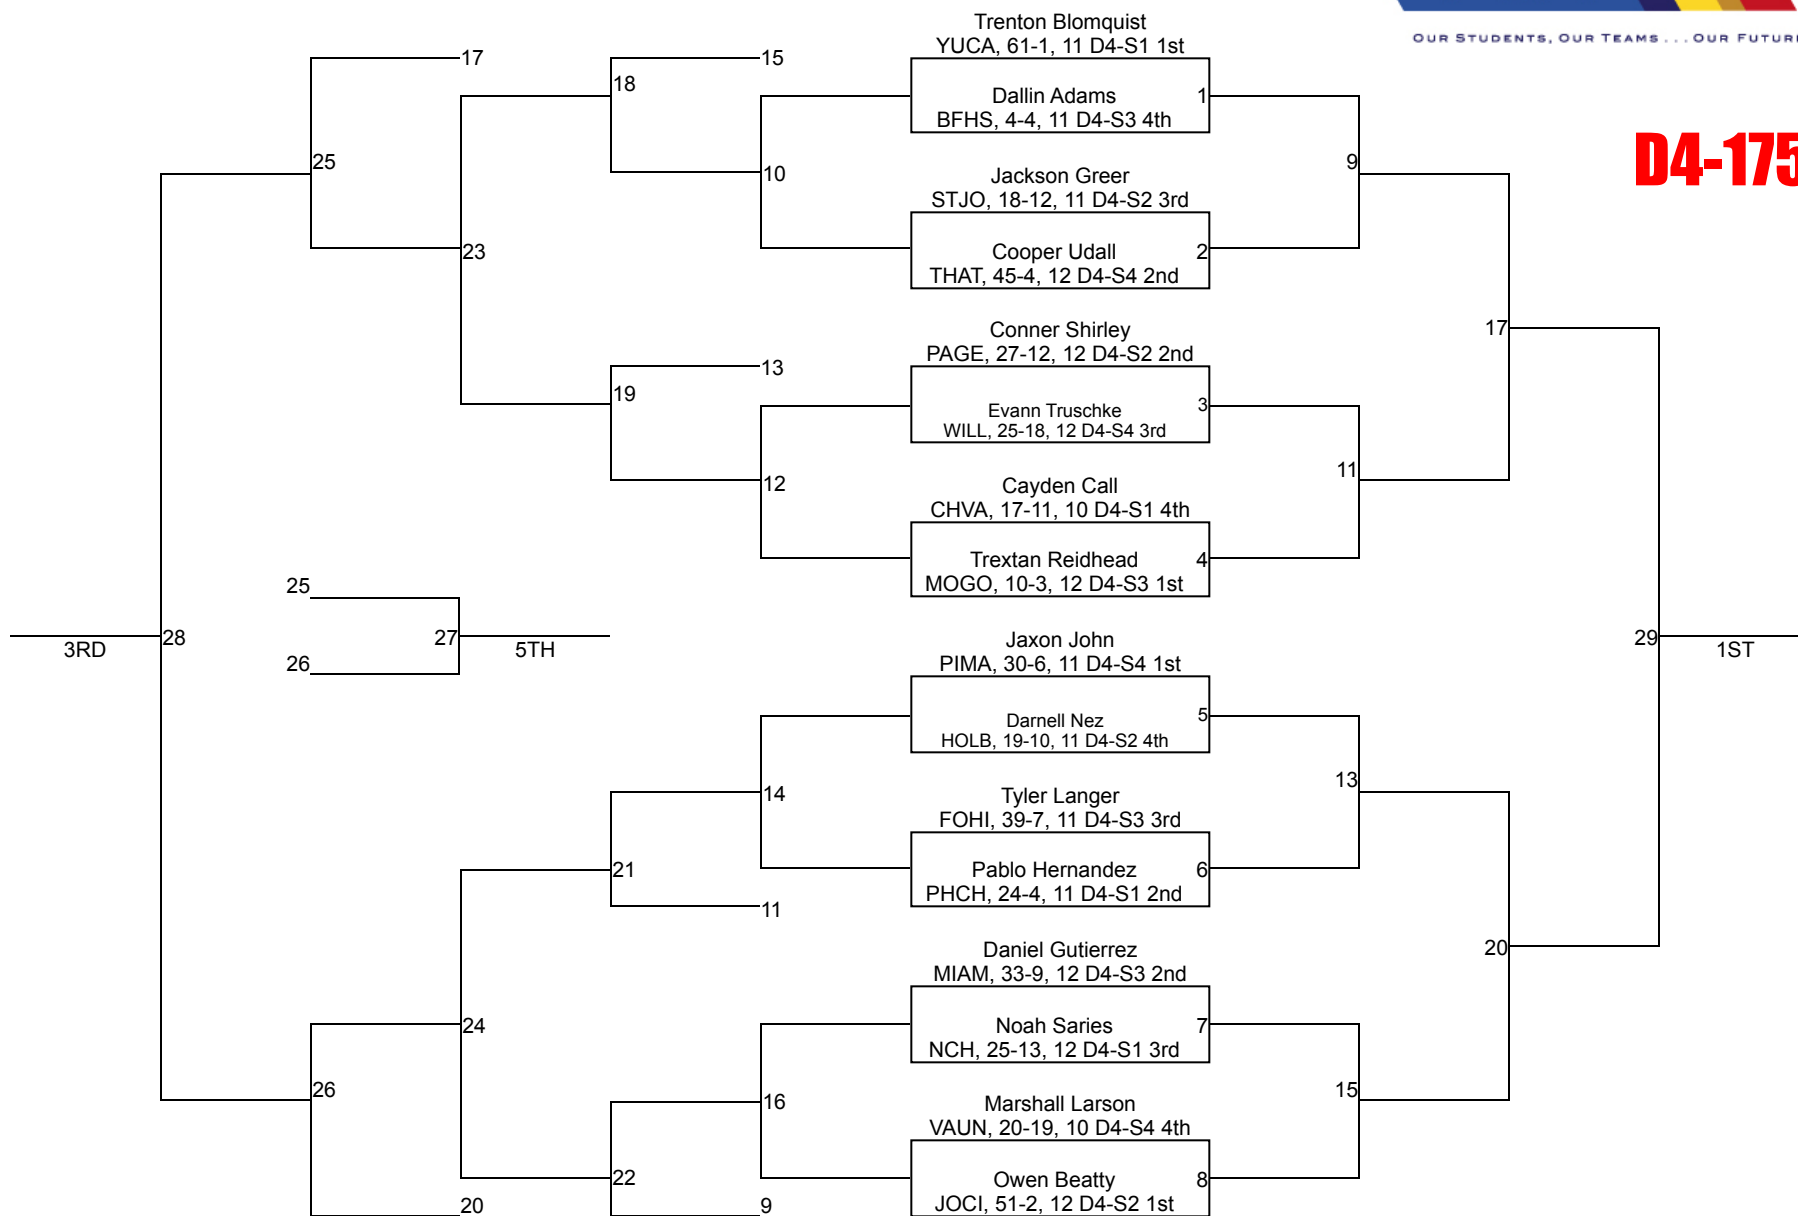 Trenton Blomquist
YUCA, 61-1, 11 D4-S1 1st
OUR STUDENTS, OUR TEAMS . . . OUR FUTUR
17
15
18
Dallin Adams
1
BFHS, 4-4, 11 D4-S3 4th
D4-175
25
9
10
Jackson Greer
STJO, 18-12, 11 D4-S2 3rd
23
Cooper Udall
2
THAT, 45-4, 12 D4-S4 2nd
Conner Shirley
17
PAGE, 27-12, 12 D4-S2 2nd
13
19
Evann Truschke
3
WILL, 25-18, 12 D4-S4 3rd
11
12
Cayden Call
CHVA, 17-11, 10 D4-S1 4th
Trextan Reidhead
4
MOGO, 10-3, 12 D4-S3 1st
25
3RD
28
27
5TH
Jaxon John
29
1ST
26
PIMA, 30-6, 11 D4-S4 1st
Darnell Nez
5
HOLB, 19-10, 11 D4-S2 4th
13
14
Tyler Langer
FOHI, 39-7, 11 D4-S3 3rd
21
Pablo Hernandez
6
PHCH, 24-4, 11 D4-S1 2nd
11
Daniel Gutierrez
20
MIAM, 33-9, 12 D4-S3 2nd
24
Noah Saries
7
NCH, 25-13, 12 D4-S1 3rd
26
15
16
Marshall Larson
VAUN, 20-19, 10 D4-S4 4th
22
Owen Beatty
8
JOCI, 51-2, 12 D4-S2 1st
20
9